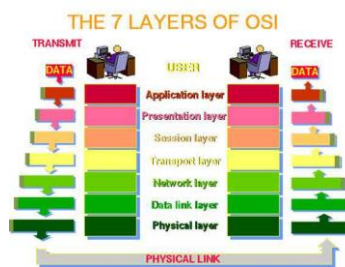 THE 7 LAYERS OF OSI
TRANSMIT
RECEIVE
DATA
USER
DATA
Application layer
Presentation layer
Session layer
Transport layer
Network layer
Data link layer
Physical layer
PHYSICAL LINK